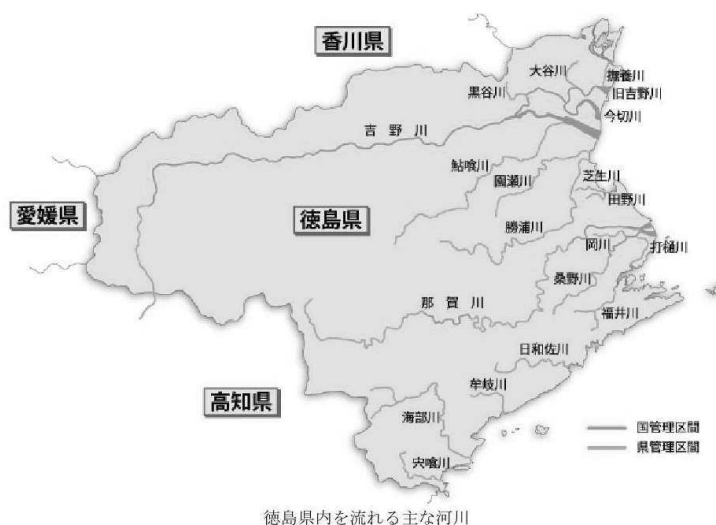 香川県
大谷川
撫養川
黒谷川
旧吉野川
今切川
吉野川
鮎喰川
園瀬川
芝生川
愛媛県
徳島県
田野川
勝浦川
岡川
打樋川
桑野川
那賀川
福井川
日和佐川
高知県
牟岐川
海部川
国管理区間
県管理区間
宍喰川
徳島県内を流れる主な河川